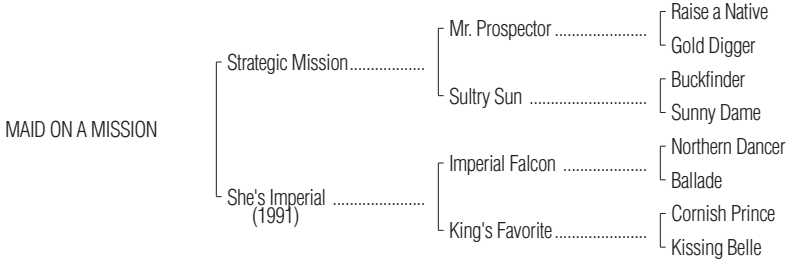 Raise a Native
Mr. Prospector ......................
Gold Digger
Strategic Mission..................
Buckfinder
Sultry Sun ............................
Sunny Dame
MAID ON A MISSION
Northern Dancer
Imperial Falcon ....................
Ballade
She's Imperial ......................
(1991)
Cornish Prince
King's Favorite......................
Kissing Belle